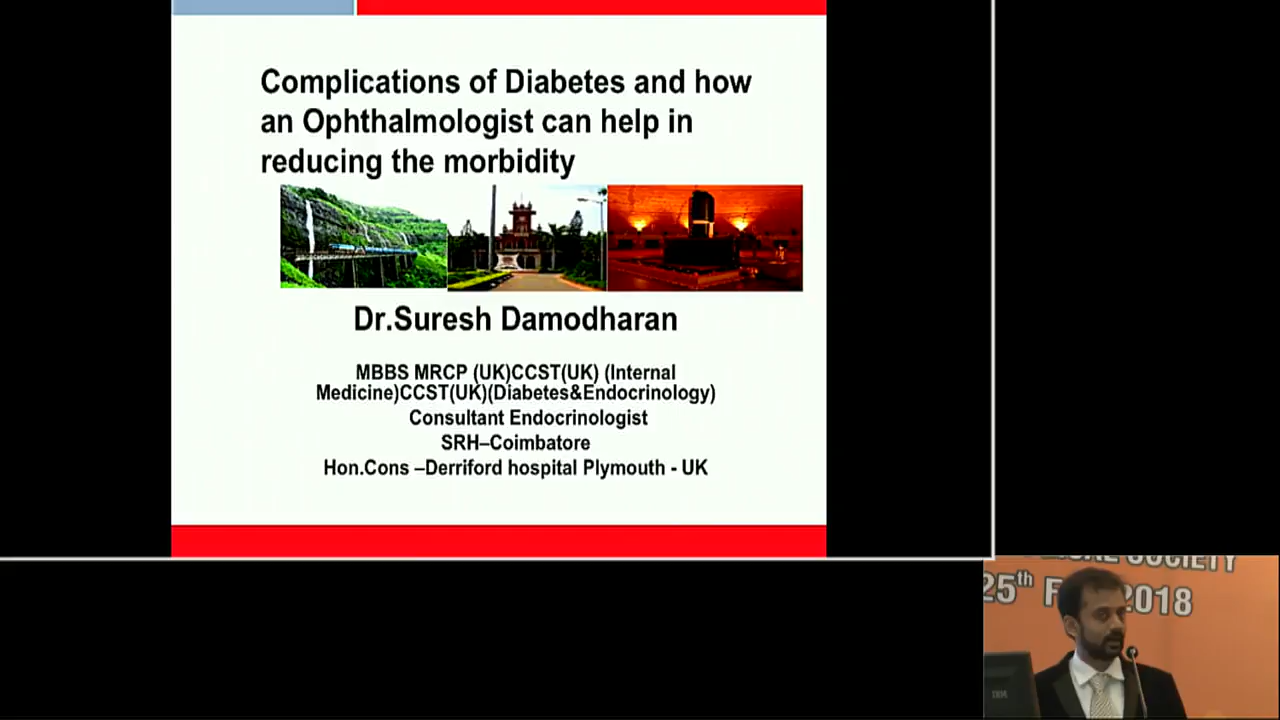 Complications of Diabetes and how
an Ophthalmologist can help in
reducing the morbidity
Dr.Suresh Damodharan
MBBS MRCP (UK)CCST(UK) (Internal
Medicine)CCST(UK)(Diabetes&Endocrinology)
Consultant Endocrinologist
SRH–Coimbatore
Hon.Cons –Derriford hospital Plymouth - UK
SOCIETY
25th 2018
IBM